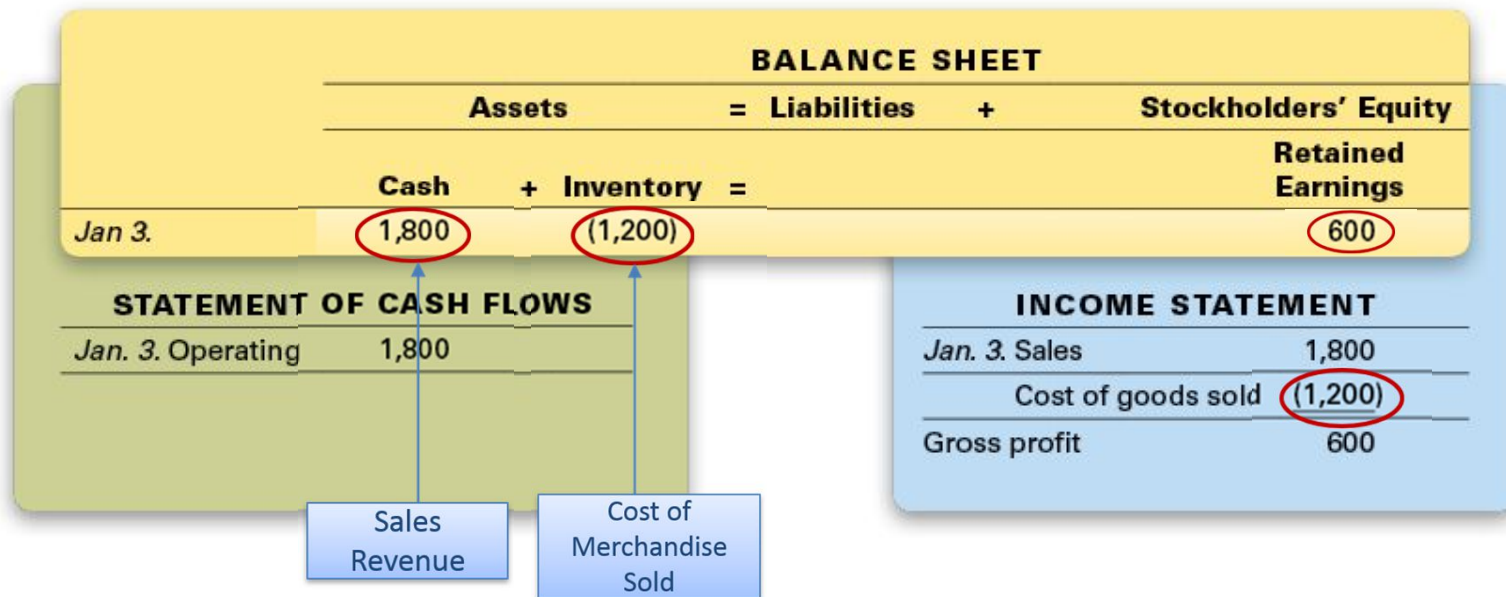 BALANCE SHEET
Assets = Liabilities + Stockholders' Equity
Retained
Cash + Inventory = Earnings
Jan 3. 1,800 (1,200) 600
STATEMENT OF CASH FLOWS
Jan. 3. Operating 1,800
INCOME STATEMENT
Jan. 3. Sales 1,800
Cost of goods sold (1,200)
Gross profit 600
Sales
Revenue
Cost of
Merchandise
Sold